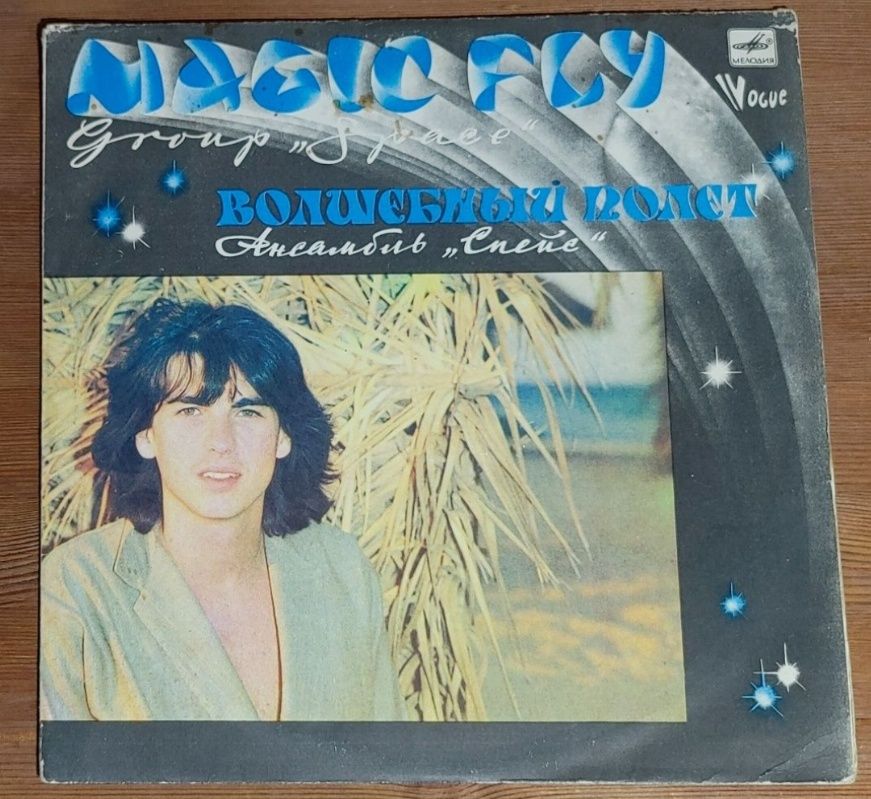 MAGIC FLY
МЕЛОДИЯ
Vogue
Group „Space“
ВОЛШЕБНЫЙ ПОЛЕТ
Ансамбль „Спейс“